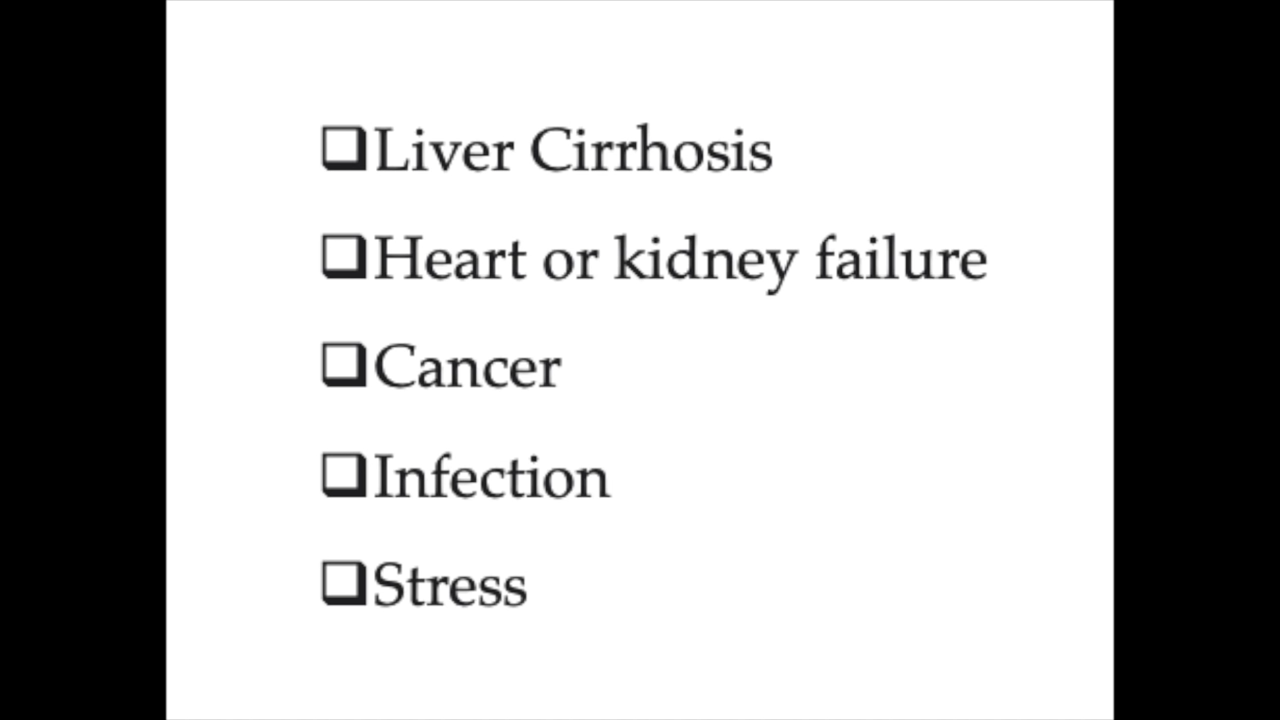 ❑Liver Cirrhosis
❑Heart or kidney failure
❑Cancer
❑Infection
❑Stress